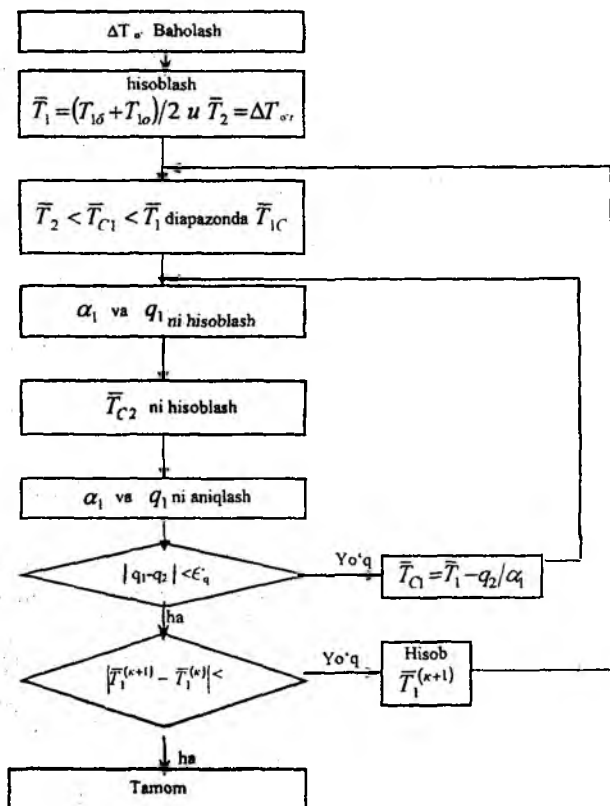 ΔT o‘ Baholash
hisoblash
T̅₁ = (T₁δ + T₁o)/2 u T̅₂ = ΔT o‘r
T̅₂ < T̅C1 < T̅₁ diapazonda T̅1C
α₁ va q₁ ni hisoblash
T̅C2 ni hisoblash
α₁ va q₁ ni aniqlash
| q₁-q₂ | < ε'q
Yo‘q
T̅C1 = T̅₁ − q₂/α₁
ha
|T̅₁^(κ+1) − T̅₁^(κ)| <
Yo‘q
Hisob
T̅₁^(κ+1)
ha
Tamom